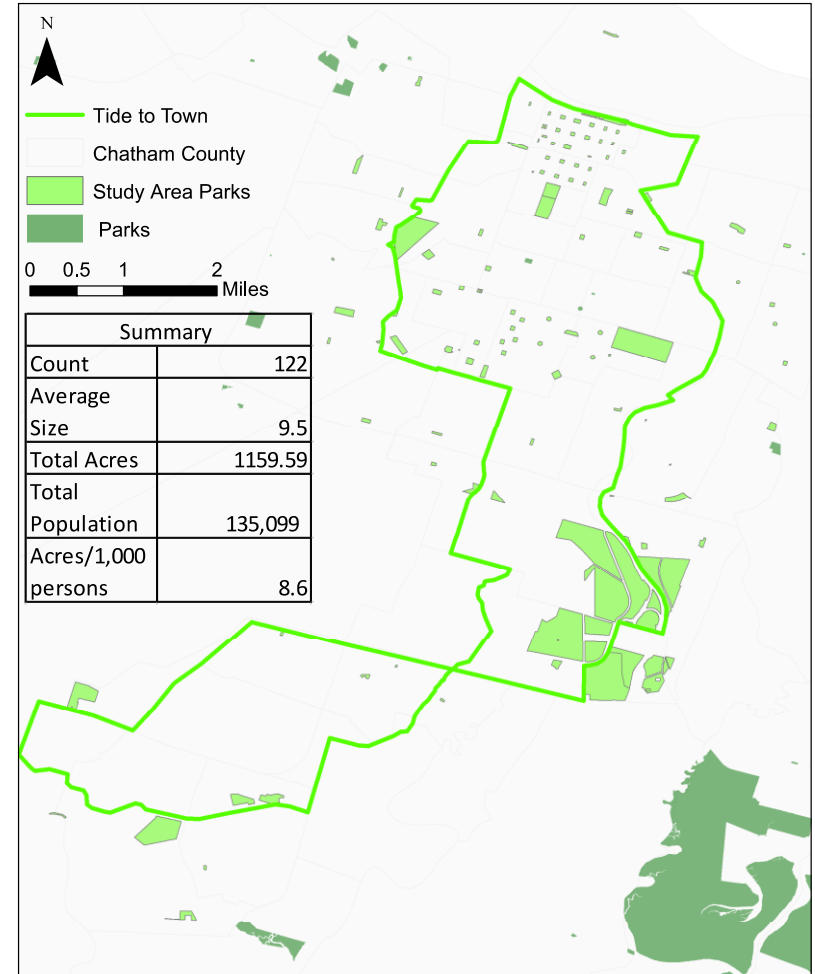 N
Tide to Town
Chatham County
Study Area Parks
Parks
0 0.5 1 2
Miles
Summary
Count 122
Average
Size 9.5
Total Acres 1159.59
Total
Population 135,099
Acres/1,000
persons 8.6